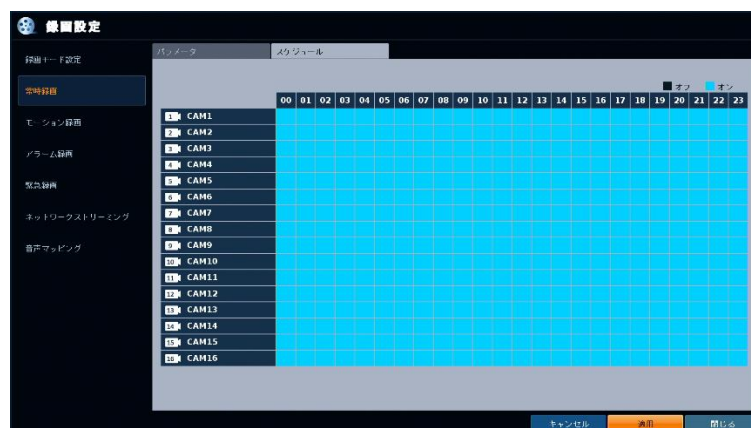 録画設定
パラメータ スケジュール
録画モード設定
常時録画
モーション録画
アラーム録画
緊急録画
ネットワークストリーミング
音声マッピング
オフ オン
00 01 02 03 04 05 06 07 08 09 10 11 12 13 14 15 16 17 18 19 20 21 22 23
1 CAM1
2 CAM2
3 CAM3
4 CAM4
5 CAM5
6 CAM6
7 CAM7
8 CAM8
9 CAM9
10 CAM10
11 CAM11
12 CAM12
13 CAM13
14 CAM14
15 CAM15
16 CAM16
キャンセル 適用 閉じる